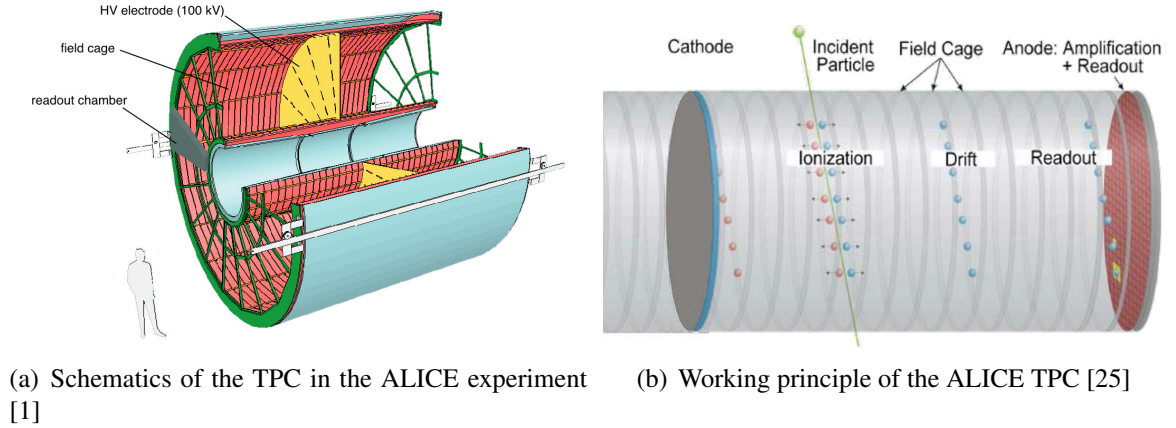 HV electrode (100 kV)
field cage
readout chamber
Cathode
Incident
Particle
Field Cage
Anode: Amplification
+ Readout
Ionization
Drift
Readout
(a) Schematics of the TPC in the ALICE experiment
[1]
(b) Working principle of the ALICE TPC [25]